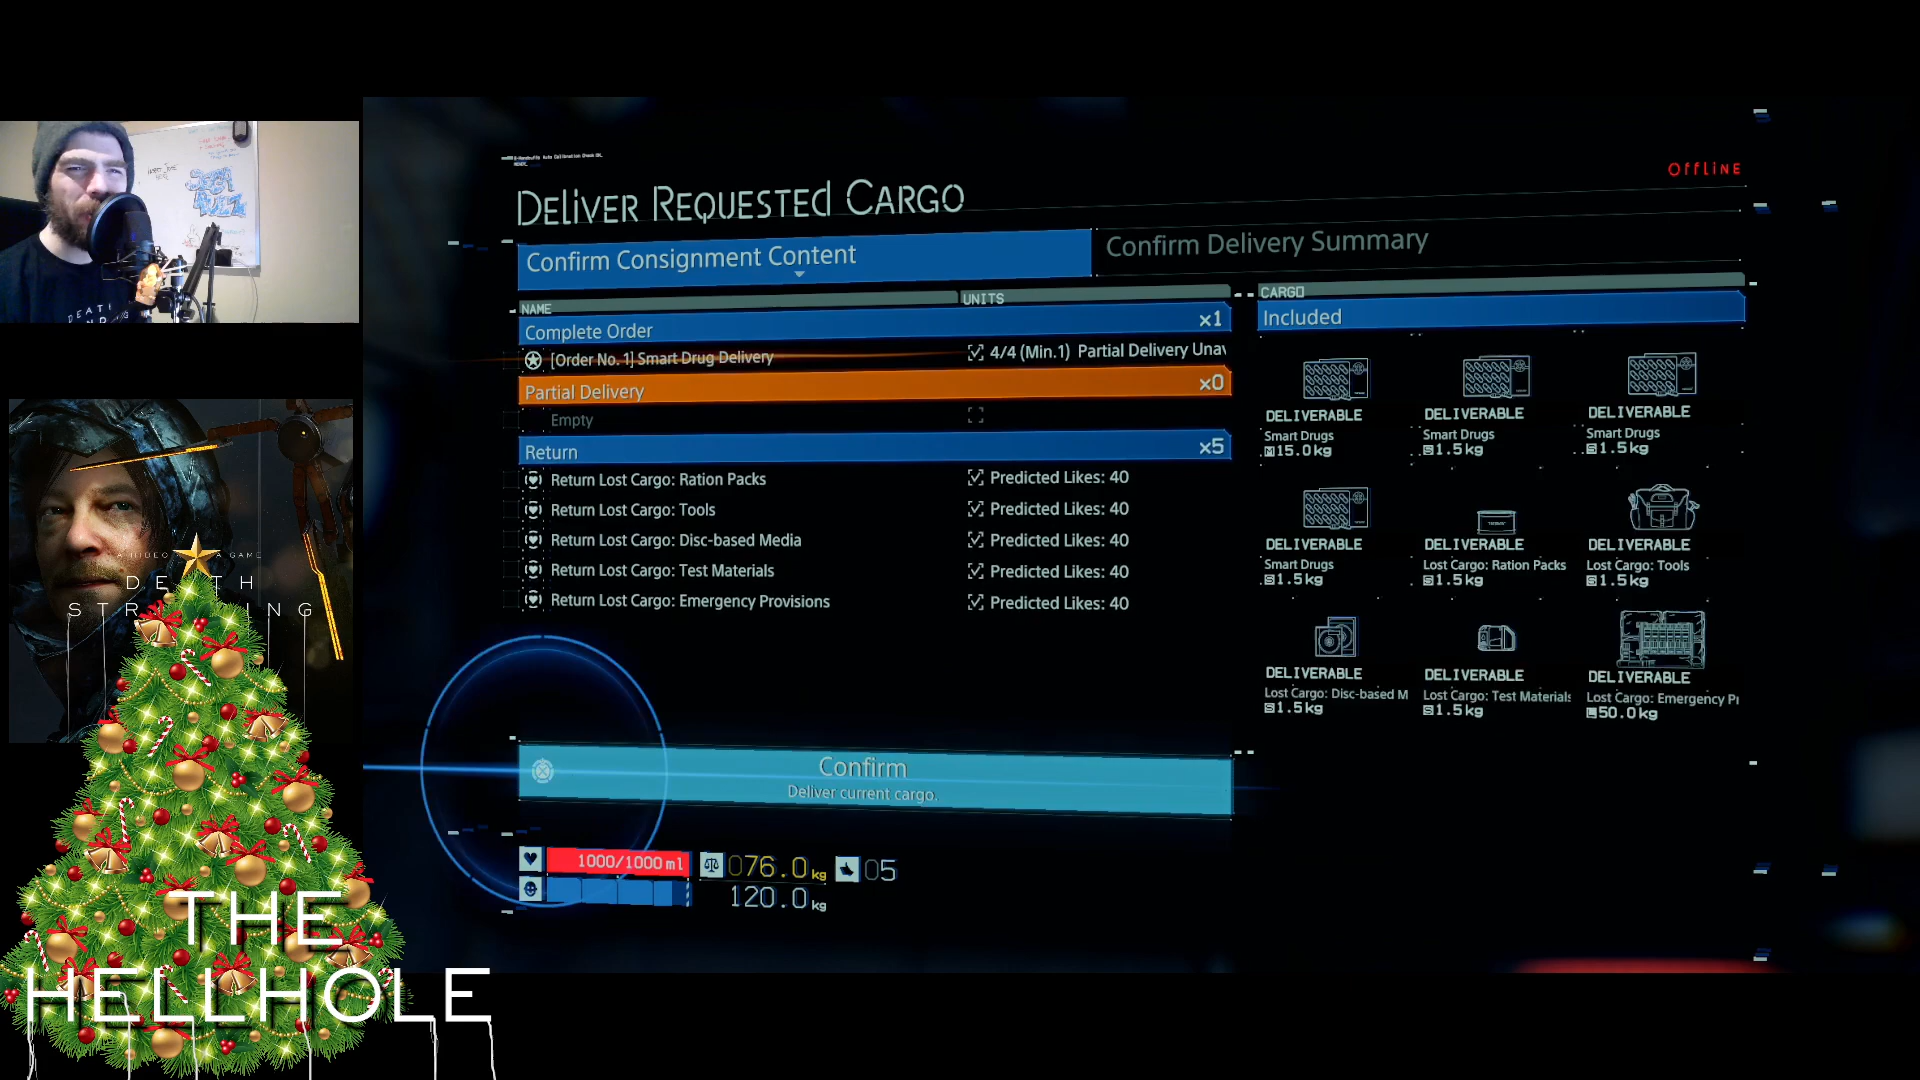 Offline
Deliver Requested Cargo
Confirm Consignment Content
Confirm Delivery Summary
NAME
UNITS
CARGO
Complete Order x1
Included
[Order No. 1] Smart Drug Delivery 4/4 (Min.1) Partial Delivery Unav
Partial Delivery x0
Empty
Return x5
Return Lost Cargo: Ration Packs Predicted Likes: 40
Return Lost Cargo: Tools Predicted Likes: 40
Return Lost Cargo: Disc-based Media Predicted Likes: 40
Return Lost Cargo: Test Materials Predicted Likes: 40
Return Lost Cargo: Emergency Provisions Predicted Likes: 40
DELIVERABLE DELIVERABLE DELIVERABLE
Smart Drugs Smart Drugs Smart Drugs
M 15.0kg S 1.5kg S 1.5kg
DELIVERABLE DELIVERABLE DELIVERABLE
Smart Drugs Lost Cargo: Ration Packs Lost Cargo: Tools
S 1.5kg S 1.5kg S 1.5kg
DELIVERABLE DELIVERABLE DELIVERABLE
Lost Cargo: Disc-based M Lost Cargo: Test Materials Lost Cargo: Emergency Pr
S 1.5kg S 1.5kg L 50.0kg
Confirm
Deliver current cargo.
1000/1000 ml 076.0 kg 05
120.0 kg
A GAME
DEATH
THE
HELLHOLE